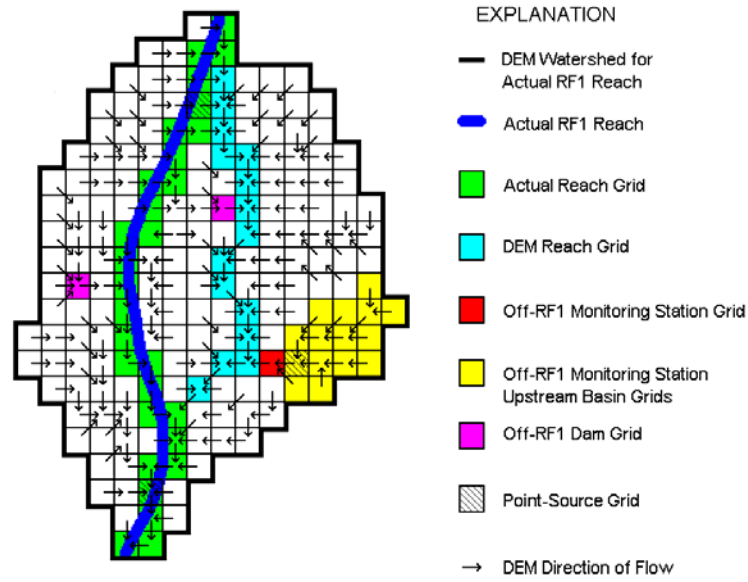 EXPLANATION
DEM Watershed for
Actual RF1 Reach
Actual RF1 Reach
Actual Reach Grid
DEM Reach Grid
Off-RF1 Monitoring Station Grid
Off-RF1 Monitoring Station
Upstream Basin Grids
Off-RF1 Dam Grid
Point-Source Grid
DEM Direction of Flow